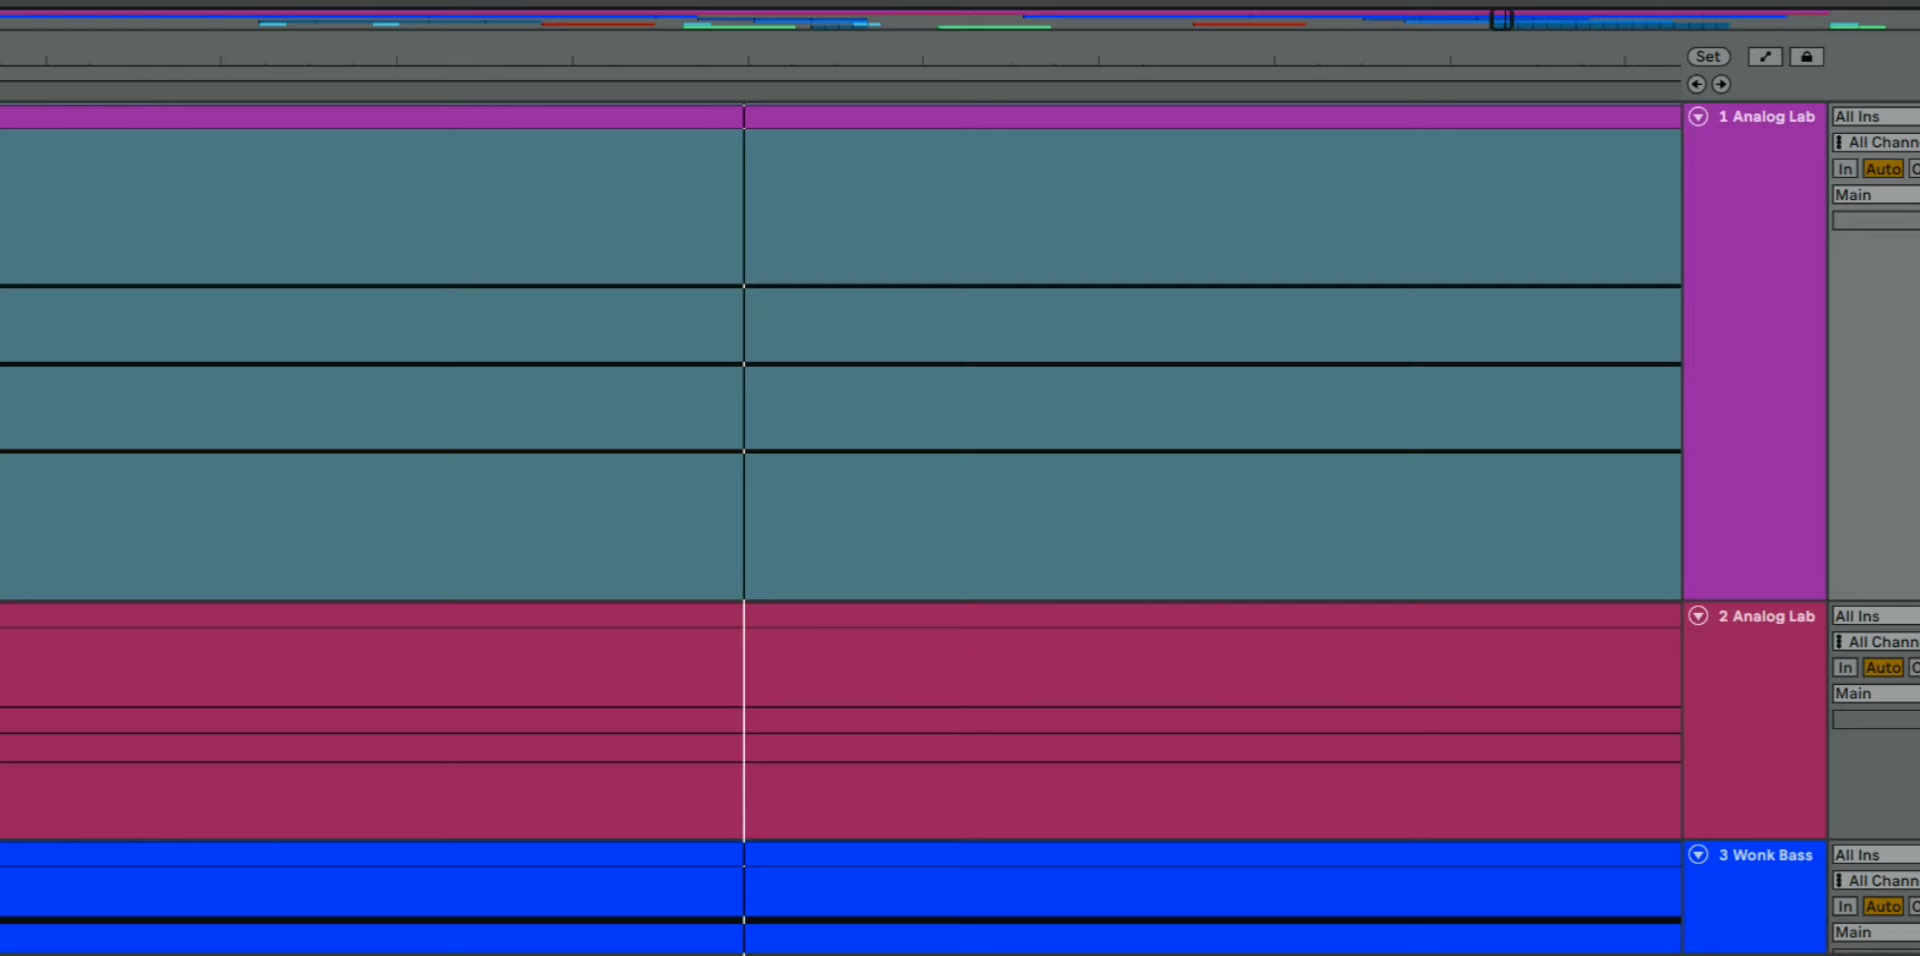 Set
1 Analog Lab
All Ins
All Chann
In Auto
Main
2 Analog Lab
All Ins
All Chann
In Auto
Main
3 Wonk Bass
All Ins
All Chann
In Auto
Main